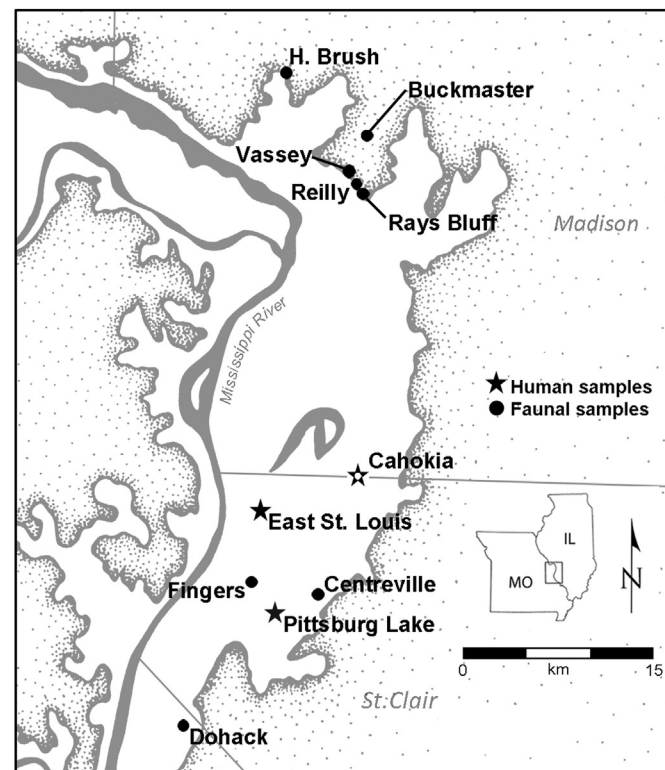 H. Brush
Buckmaster
Vassey
Reilly
Rays Bluff
Madison
Mississippi River
Human samples
Faunal samples
Cahokia
East St. Louis
IL
MO
N
Fingers
Centreville
Pittsburg Lake
0 15
km
St.Clair
Dohack